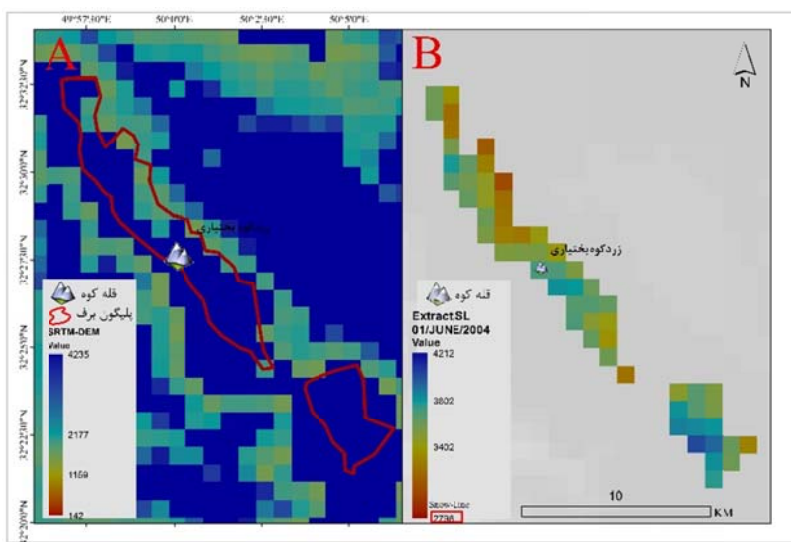 49°57'30"E 50°0'0"E 50°2'30"E 50°5'0"E
A
زردکوه بختیاری
قله کوه
پلیگون برف
SRTM-DEM
Value
4235
2177
1159
142
B
N
زردکوه بختیاری
قله کوه
ExtractSL
01/JUNE/2004
Value
4212
3802
3402
Snow-Line
10
KM